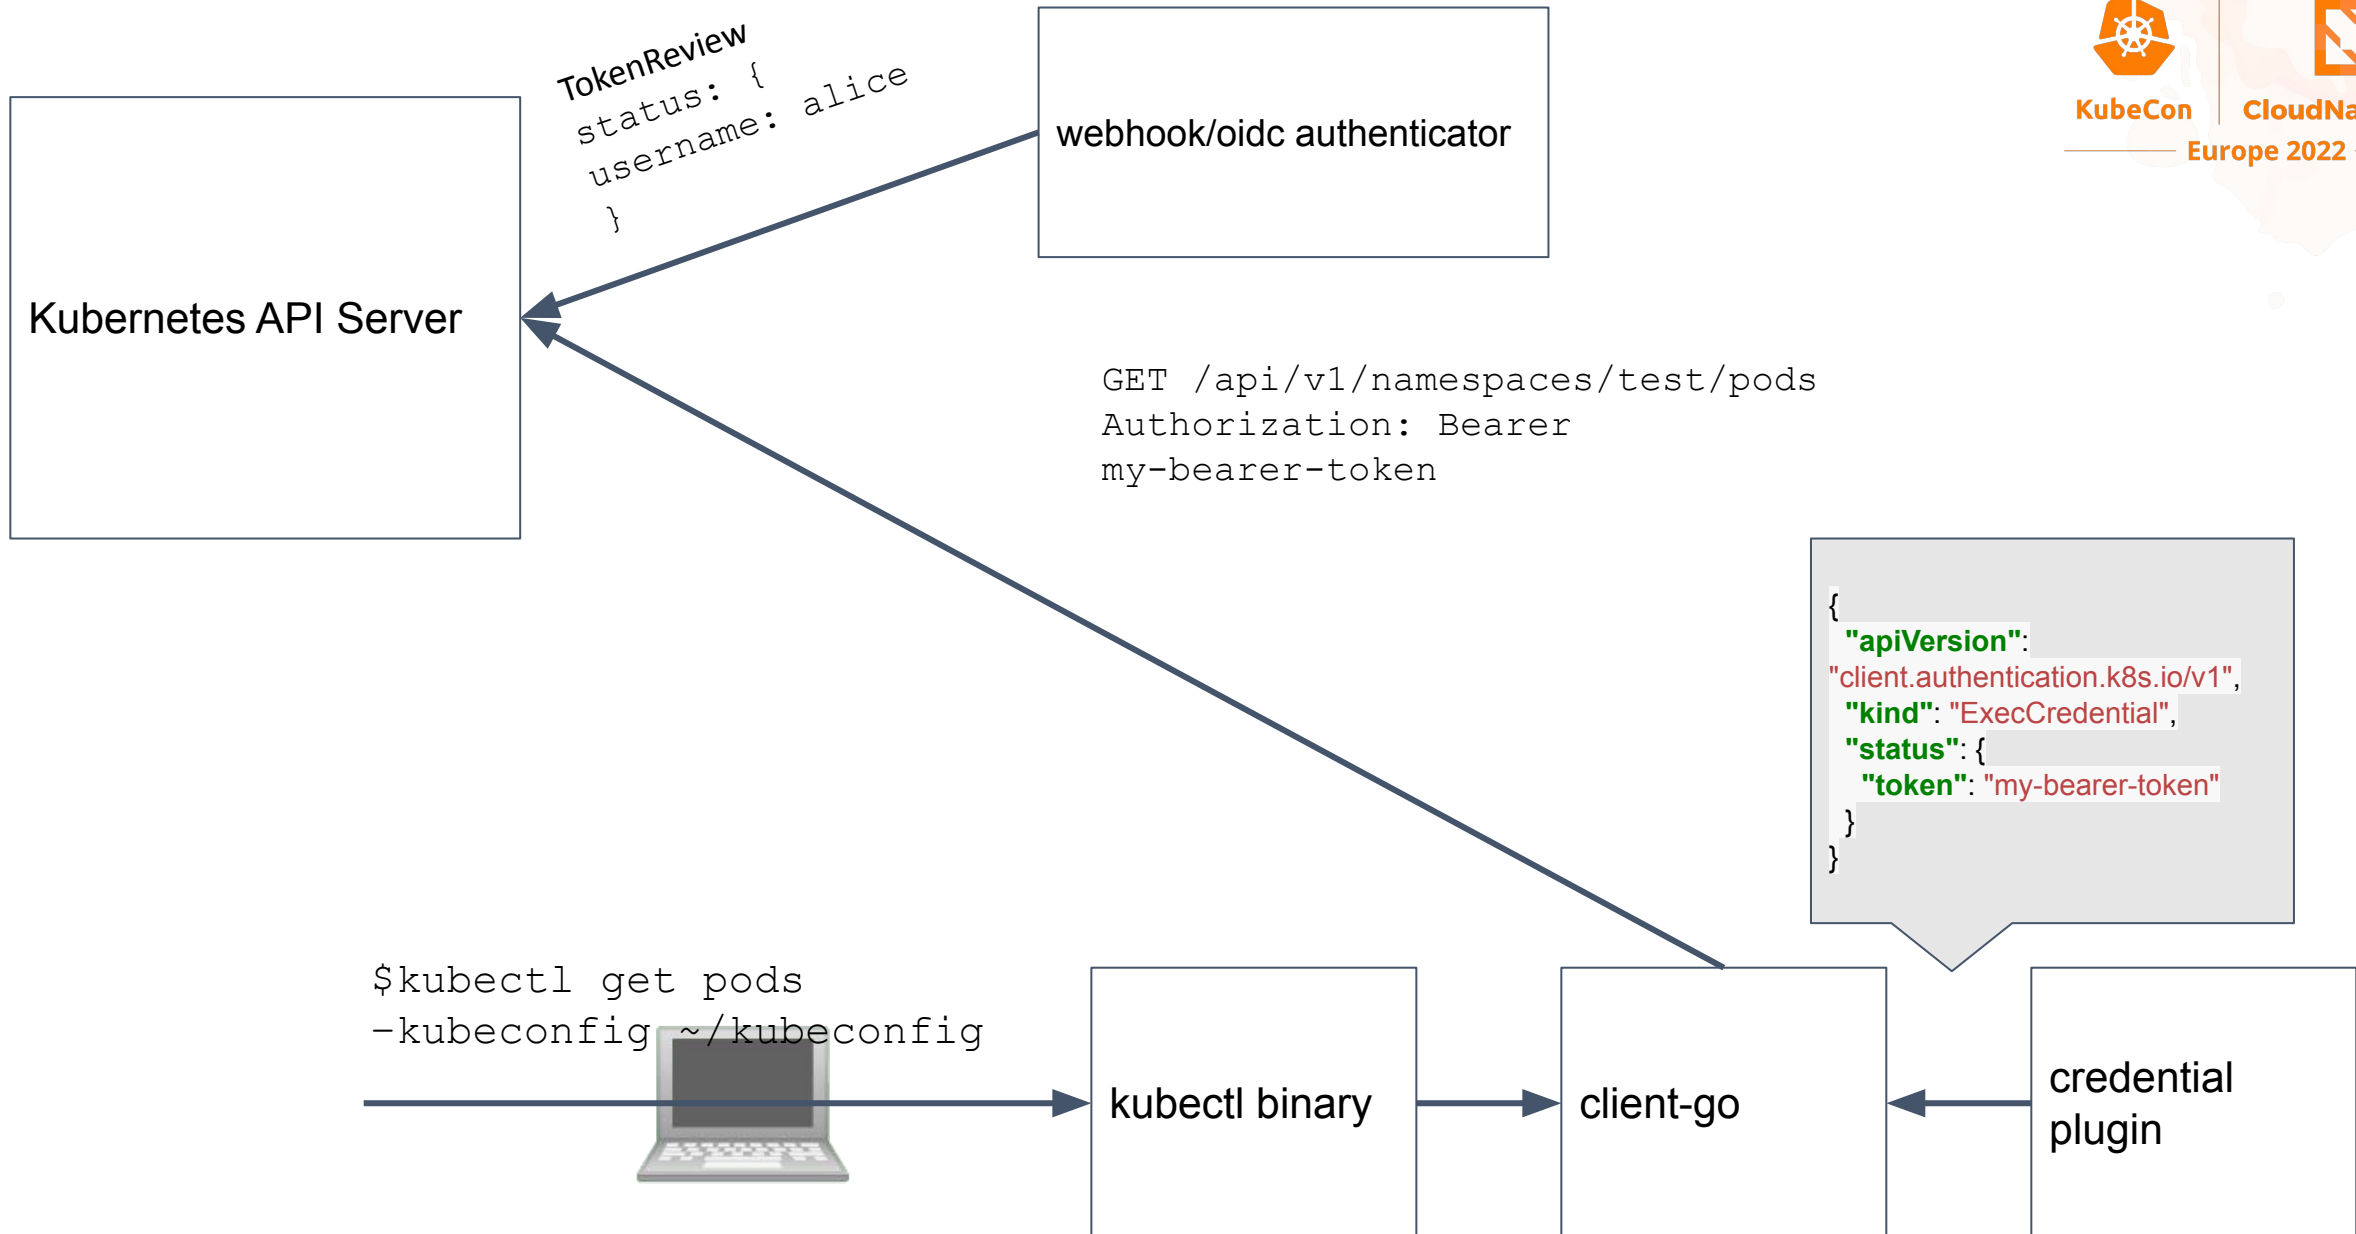 TokenReview
status: {
username: alice
}
webhook/oidc authenticator
KubeCon
CloudNa
Europe 2022
Kubernetes API Server
GET /api/v1/namespaces/test/pods
Authorization: Bearer
my-bearer-token
{
"apiVersion":
"client.authentication.k8s.io/v1",
"kind": "ExecCredential",
"status": {
"token": "my-bearer-token"
}
}
$kubectl get pods
–kubeconfig ~/kubeconfig
kubectl binary
client-go
credential
plugin